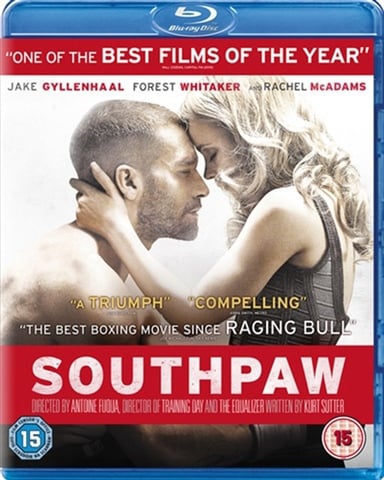 Blu-ray Disc
"ONE OF THE BEST FILMS OF THE YEAR"
JAKE GYLLENHAAL FOREST WHITAKER AND RACHEL McADAMS
"A TRIUMPH" "COMPELLING"
"THE BEST BOXING MOVIE SINCE RAGING BULL"
SOUTHPAW
DIRECTED BY ANTOINE FUQUA, DIRECTOR OF TRAINING DAY AND THE EQUALIZER WRITTEN BY KURT SUTTER
15 15